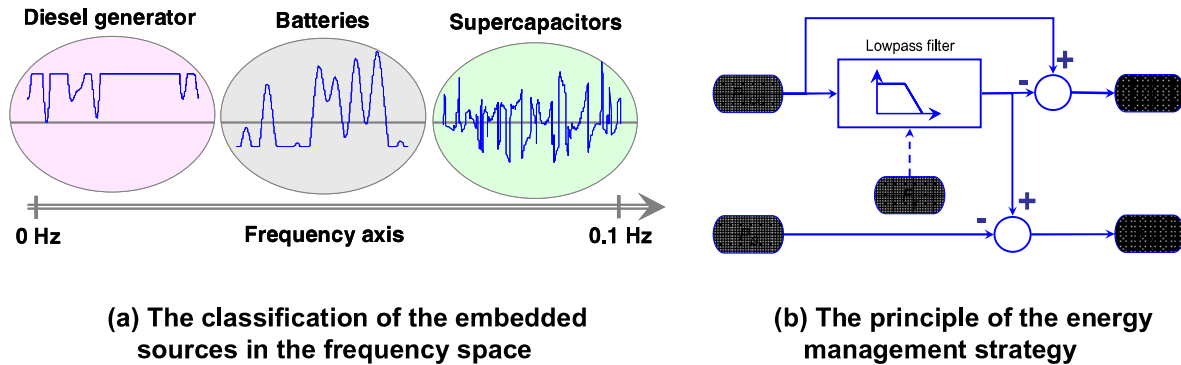 Diesel generator
Batteries
Supercapacitors
0 Hz
Frequency axis
0.1 Hz
(a) The classification of the embedded
sources in the frequency space
Lowpass filter
+
-
+
-
(b) The principle of the energy
management strategy